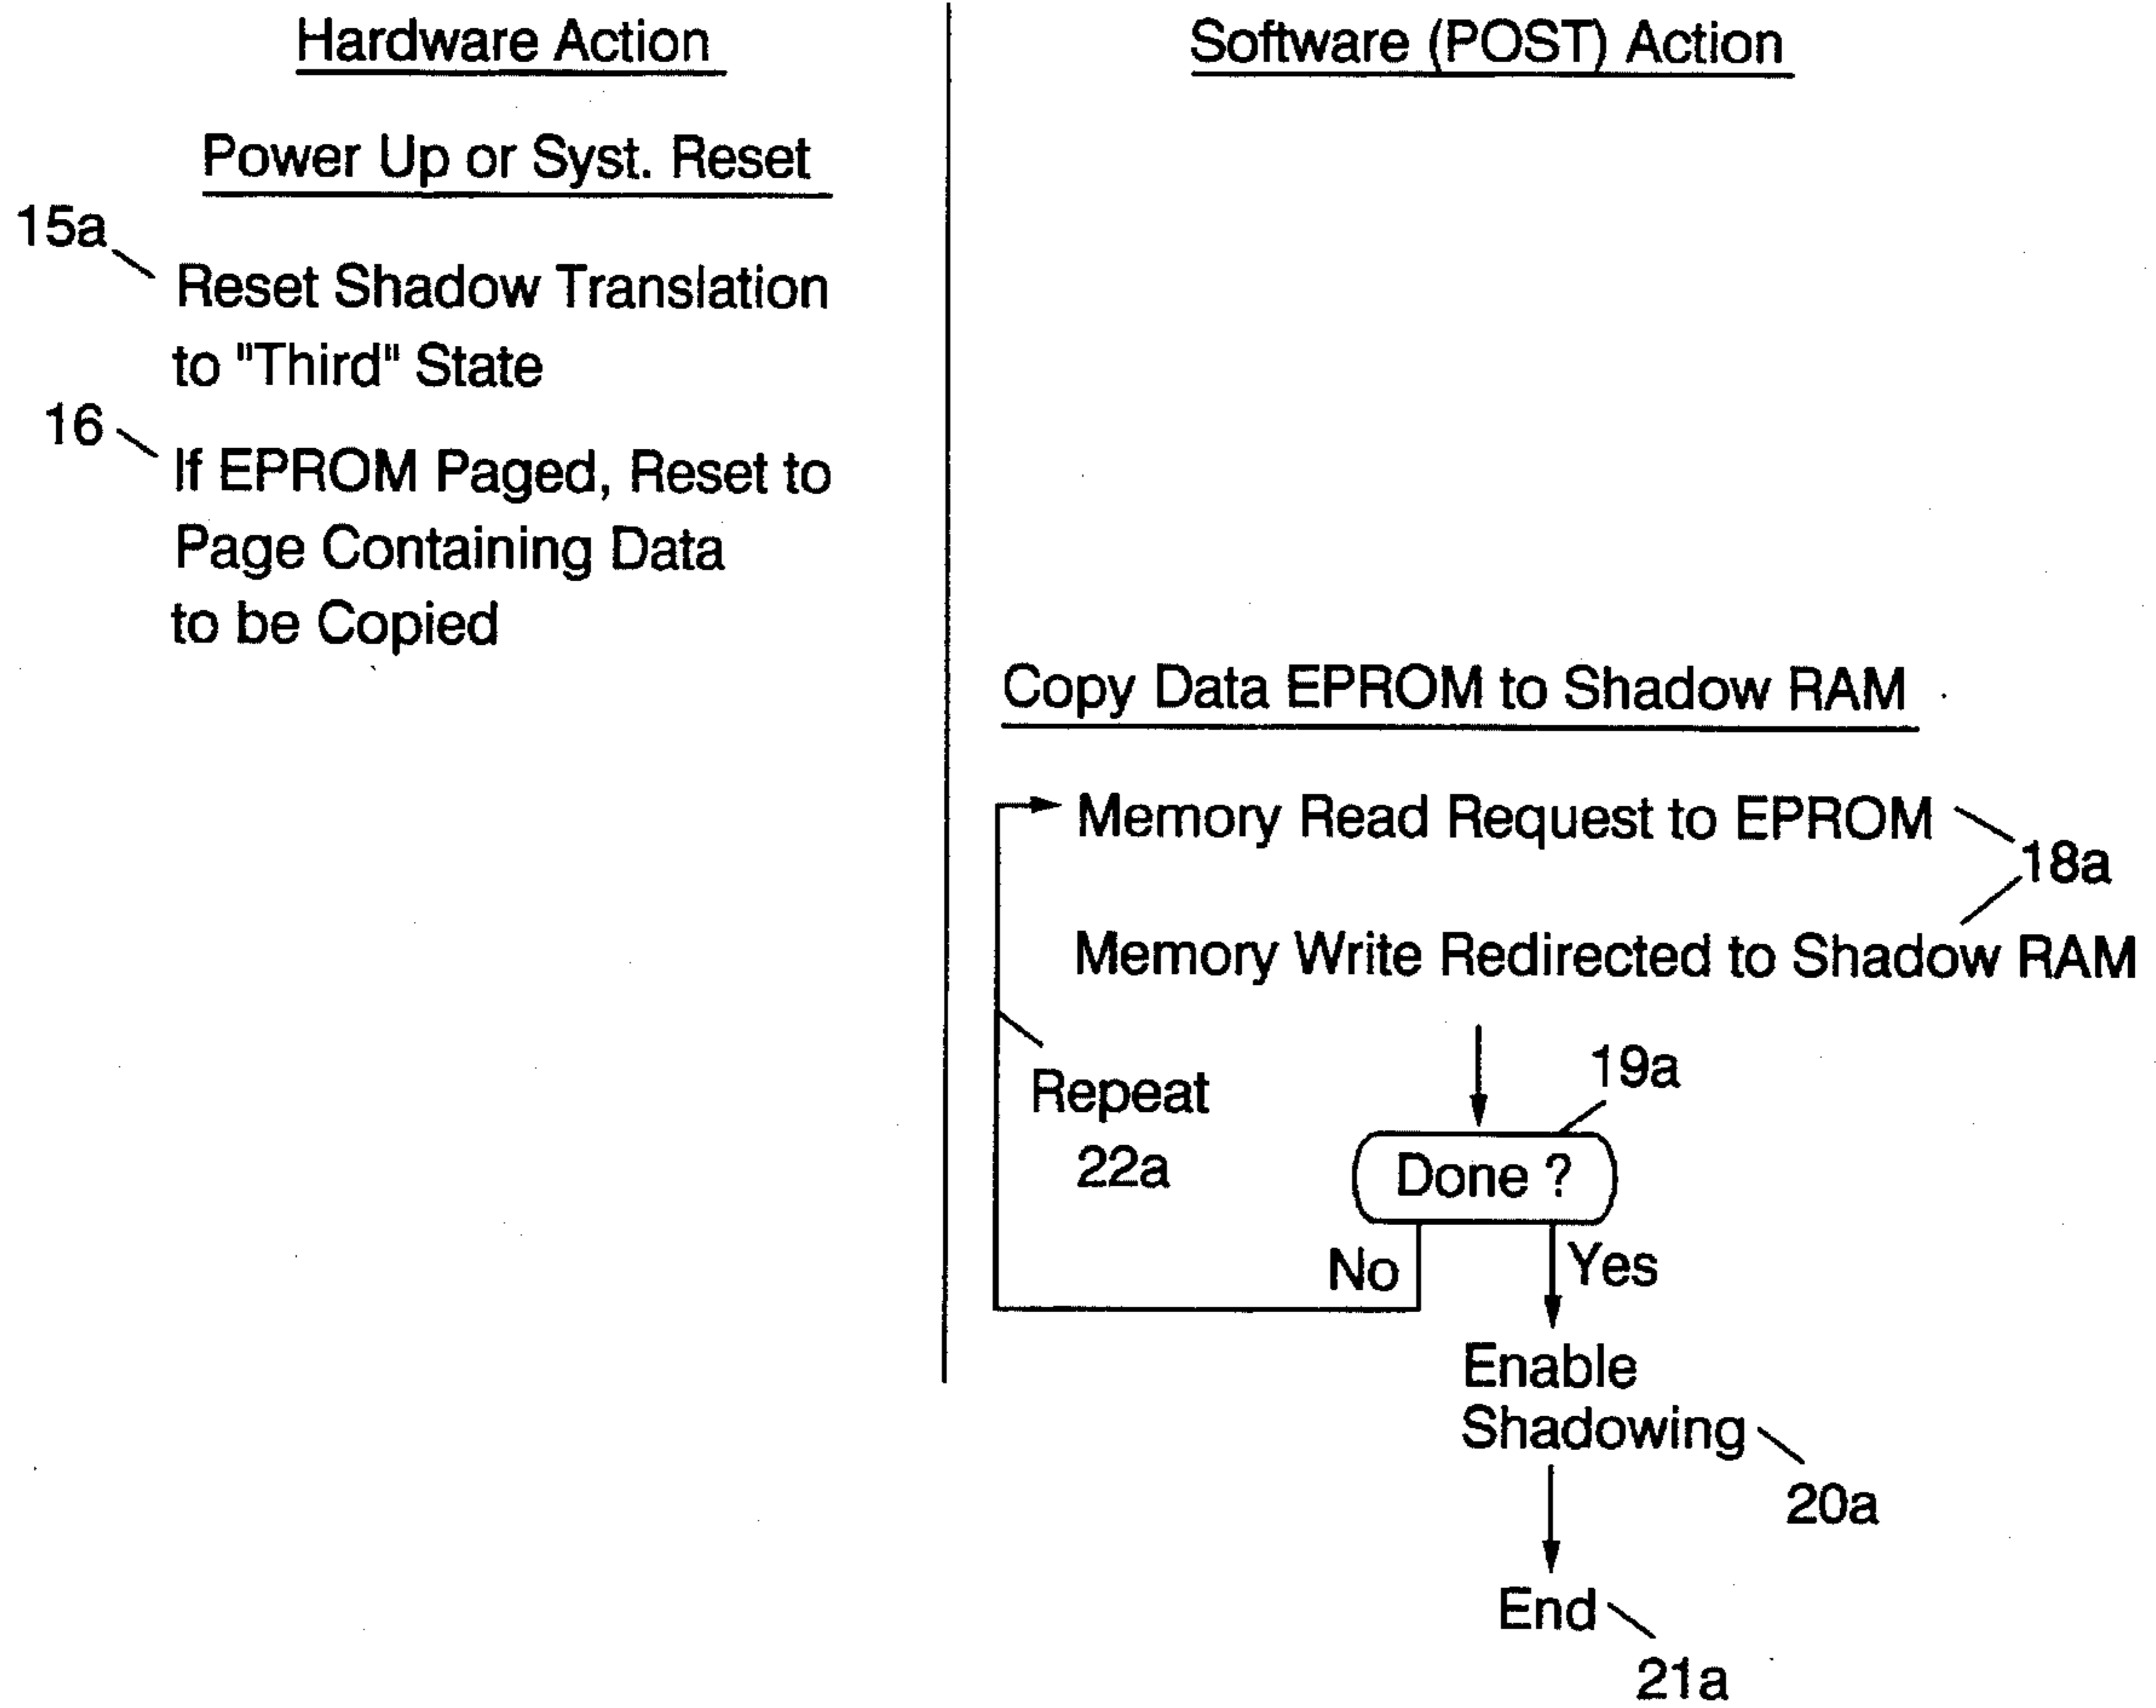 Hardware Action
Power Up or Syst. Reset
15a
Reset Shadow Translation
to "Third" State
16
If EPROM Paged, Reset to
Page Containing Data
to be Copied
Software (POST) Action
Copy Data EPROM to Shadow RAM
Memory Read Request to EPROM
18a
Memory Write Redirected to Shadow RAM
Repeat
22a
19a
Done ?
No
Yes
Enable
Shadowing
20a
End
21a